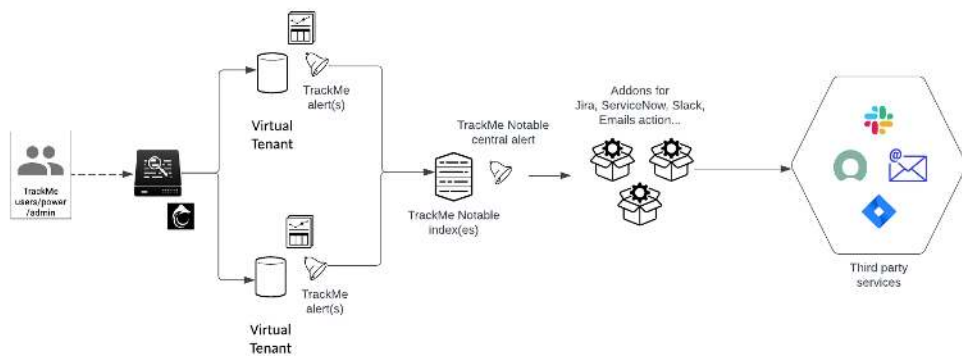 TrackMe
users/power
/admin
TrackMe
alert(s)
Virtual
Tenant
TrackMe
alert(s)
Virtual
Tenant
TrackMe Notable
central alert
TrackMe Notable
index(es)
Addons for
Jira, ServiceNow, Slack,
Emails action...
@
Third party
services